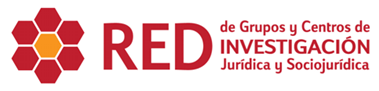 RED
de Grupos y Centros de
INVESTIGACIÓN
Jurídica y Sociojurídica